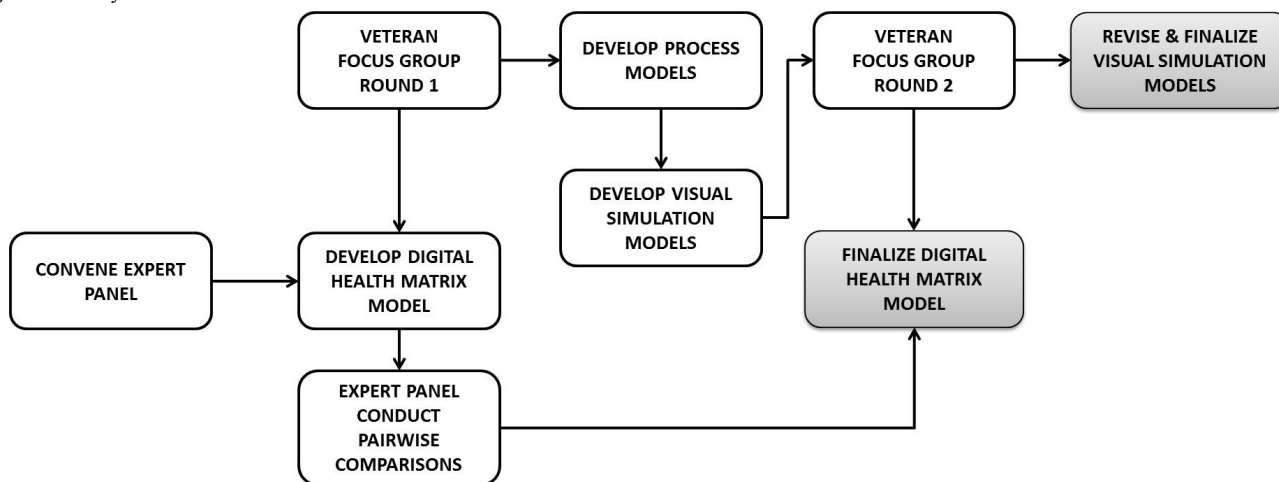 VETERAN
FOCUS GROUP
ROUND 1
DEVELOP PROCESS
MODELS
VETERAN
FOCUS GROUP
ROUND 2
REVISE & FINALIZE
VISUAL SIMULATION
MODELS
DEVELOP VISUAL
SIMULATION
MODELS
CONVENE EXPERT
PANEL
DEVELOP DIGITAL
HEALTH MATRIX
MODEL
FINALIZE DIGITAL
HEALTH MATRIX
MODEL
EXPERT PANEL
CONDUCT
PAIRWISE
COMPARISONS